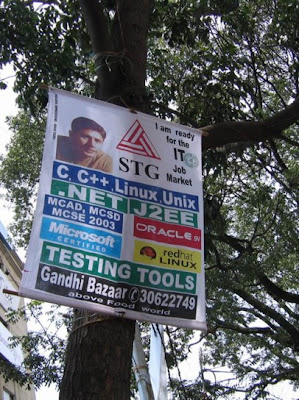 I am ready
for the
IT
Job
Market
STG
C, C++, Linux, Unix
.NET J2EE
MCAD, MCSD
MCSE 2003
ORACLE 9i
Microsoft
CERTIFIED
redhat
LINUX
TESTING TOOLS
Gandhi Bazaar 30622749
above Food World